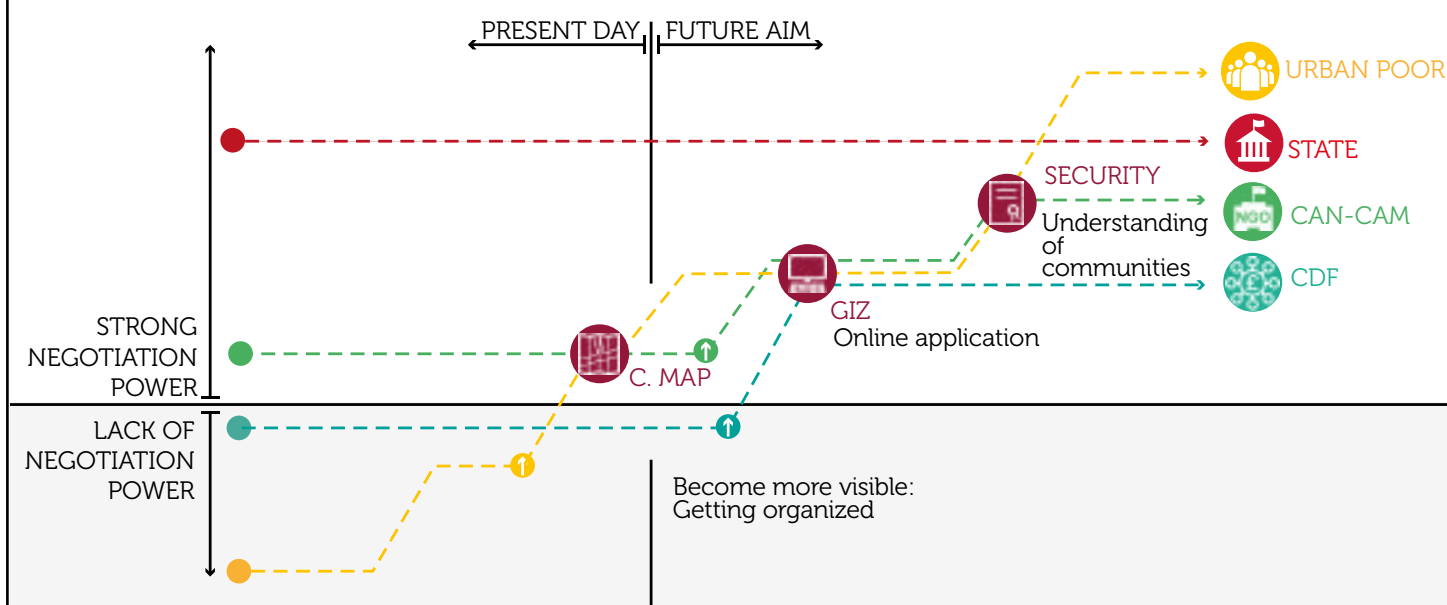 PRESENT DAY
FUTURE AIM
URBAN POOR
STATE
SECURITY
Understanding
of
communities
NGO
CAN-CAM
CDF
GIZ
Online application
STRONG
NEGOTIATION
POWER
C. MAP
LACK OF
NEGOTIATION
POWER
Become more visible:
Getting organized